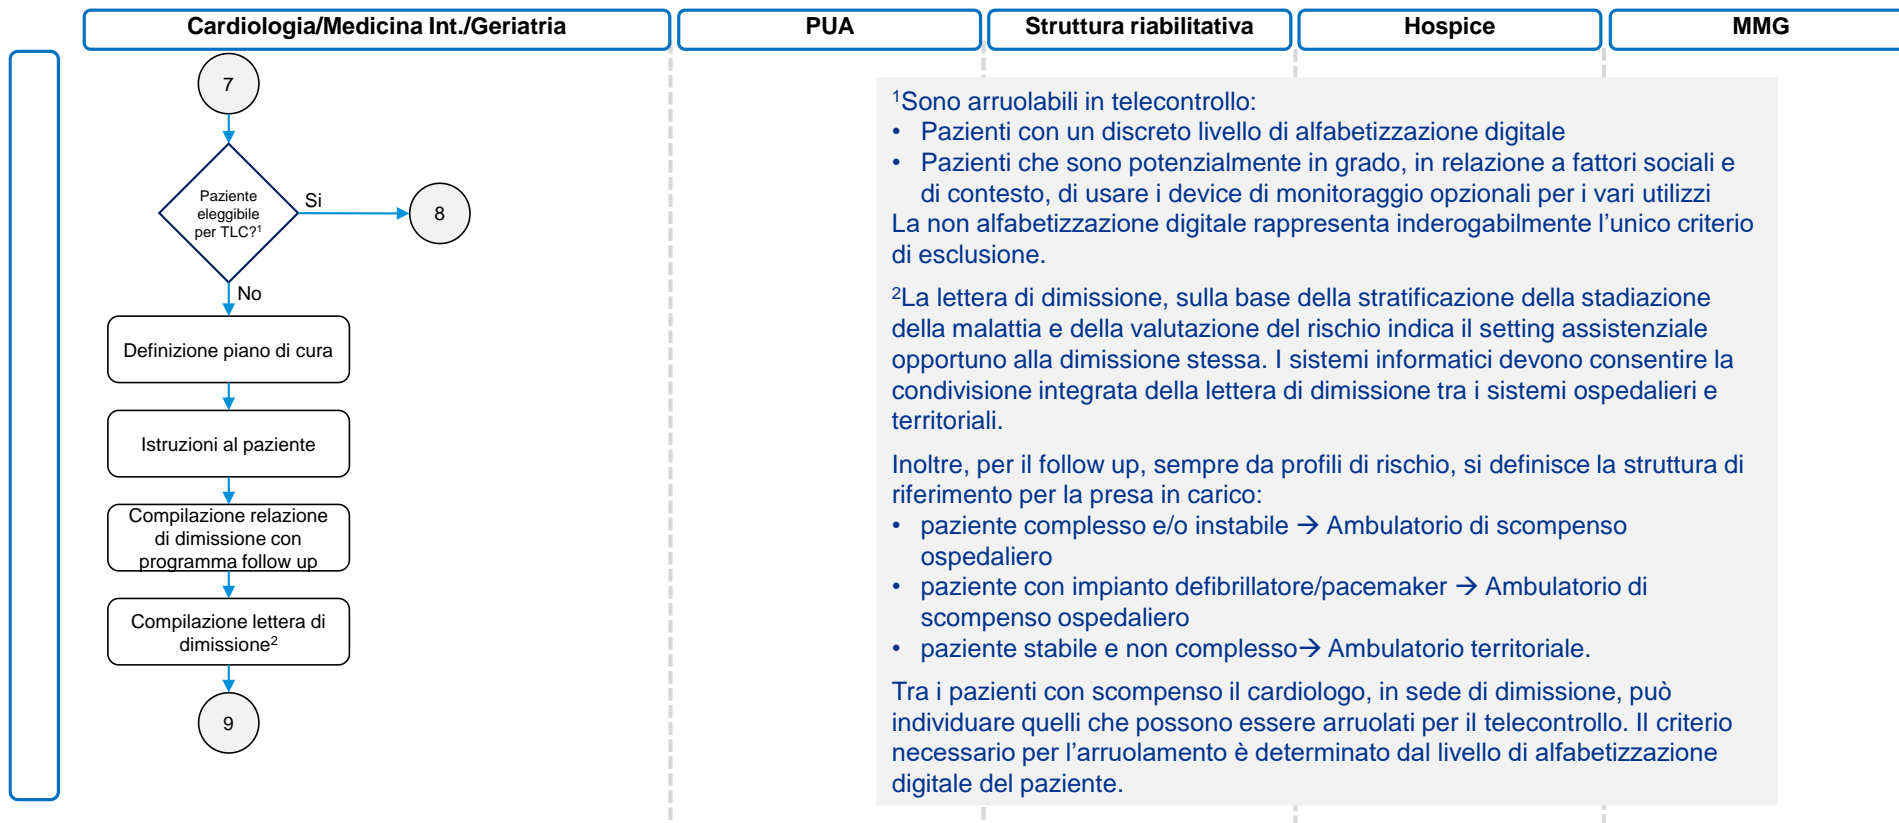 Cardiologia/Medicina Int./Geriatria
PUA
Struttura riabilitativa
Hospice
MMG
7
Paziente
eleggibile
per TLC?¹
Si
8
No
Definizione piano di cura
Istruzioni al paziente
Compilazione relazione
di dimissione con
programma follow up
Compilazione lettera di
dimissione²
9
¹Sono arruolabili in telecontrollo:
• Pazienti con un discreto livello di alfabetizzazione digitale
• Pazienti che sono potenzialmente in grado, in relazione a fattori sociali e
di contesto, di usare i device di monitoraggio opzionali per i vari utilizzi
La non alfabetizzazione digitale rappresenta inderogabilmente l’unico criterio
di esclusione.
²La lettera di dimissione, sulla base della stratificazione della stadiazione
della malattia e della valutazione del rischio indica il setting assistenziale
opportuno alla dimissione stessa. I sistemi informatici devono consentire la
condivisione integrata della lettera di dimissione tra i sistemi ospedalieri e
territoriali.
Inoltre, per il follow up, sempre da profili di rischio, si definisce la struttura di
riferimento per la presa in carico:
• paziente complesso e/o instabile → Ambulatorio di scompenso
ospedaliero
• paziente con impianto defibrillatore/pacemaker → Ambulatorio di
scompenso ospedaliero
• paziente stabile e non complesso→ Ambulatorio territoriale.
Tra i pazienti con scompenso il cardiologo, in sede di dimissione, può
individuare quelli che possono essere arruolati per il telecontrollo. Il criterio
necessario per l’arruolamento è determinato dal livello di alfabetizzazione
digitale del paziente.